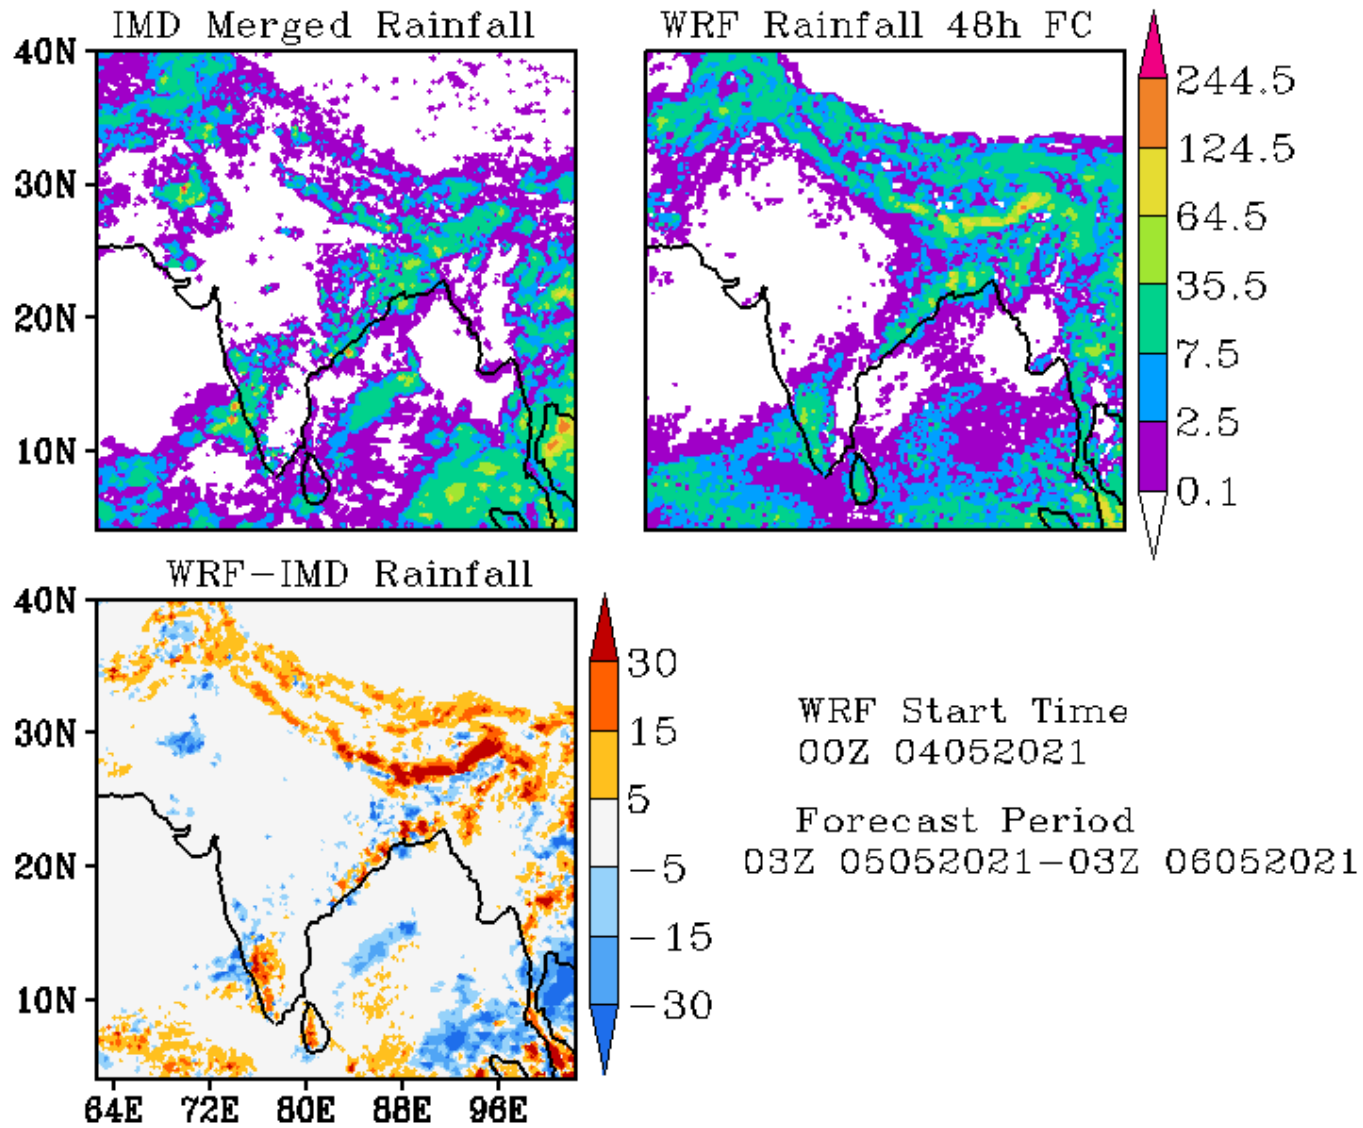 IMD Merged Rainfall
WRF Rainfall 48h FC
40N
30N
20N
10N
244.5
124.5
64.5
35.5
7.5
2.5
0.1
WRF-IMD Rainfall
40N
30N
20N
10N
64E 72E 80E 88E 96E
30
15
5
-5
-15
-30
WRF Start Time
00Z 04052021
Forecast Period
03Z 05052021-03Z 06052021